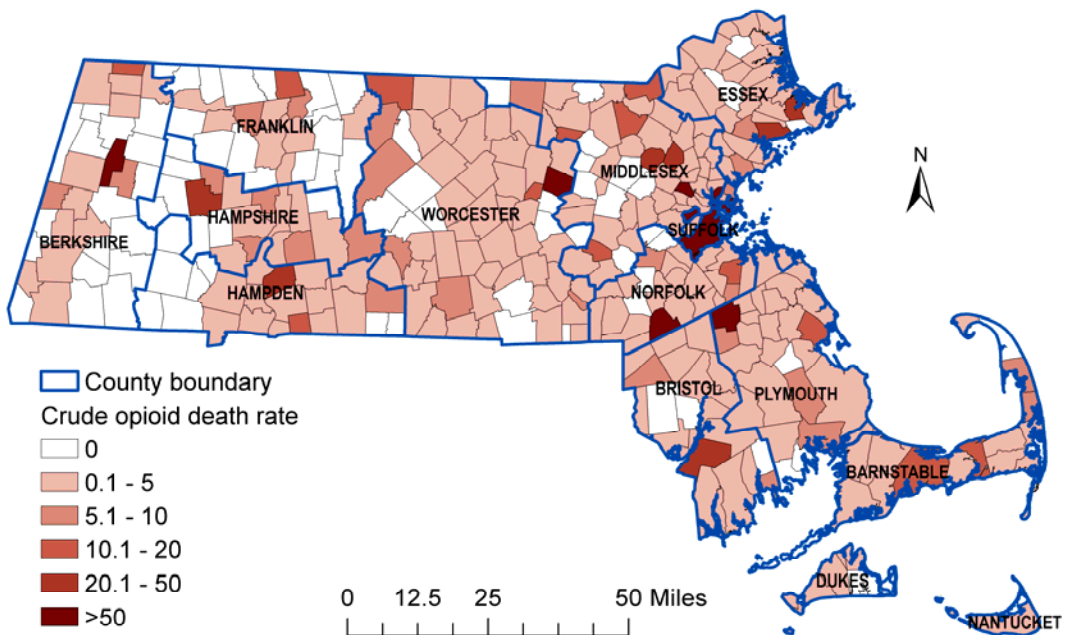 ESSEX
FRANKLIN
MIDDLESEX
N
HAMPSHIRE
WORCESTER
SUFFOLK
BERKSHIRE
HAMPDEN
NORFOLK
County boundary
BRISTOL
PLYMOUTH
Crude opioid death rate
0
0.1 - 5
BARNSTABLE
5.1 - 10
10.1 - 20
20.1 - 50
DUKES
>50
0 12.5 25 50 Miles
NANTUCKET